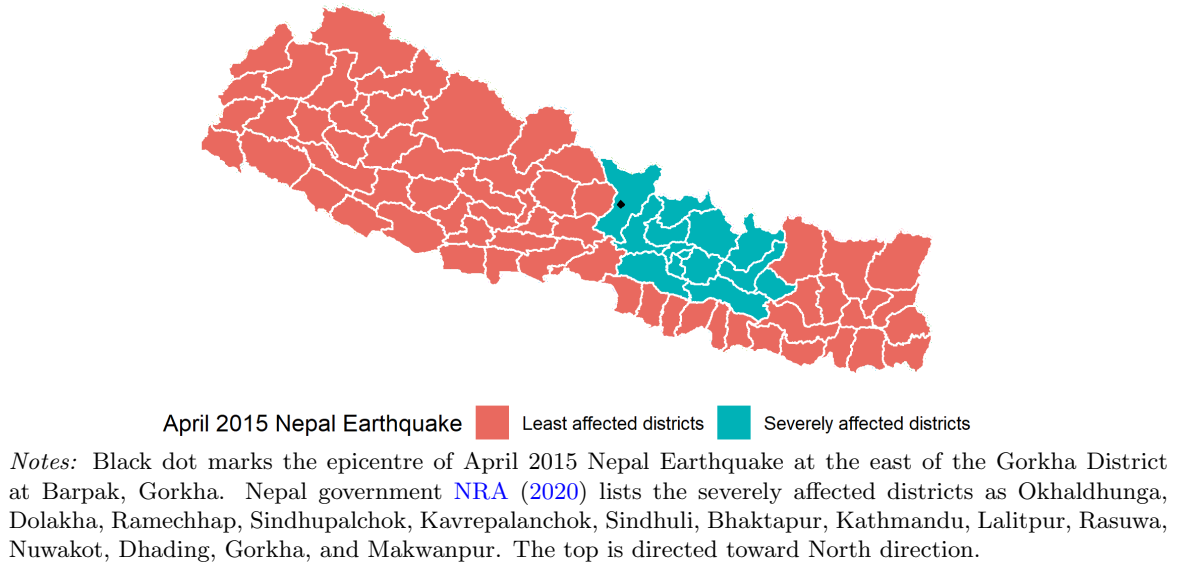 April 2015 Nepal Earthquake Least affected districts Severely affected districts
Notes: Black dot marks the epicentre of April 2015 Nepal Earthquake at the east of the Gorkha District
at Barpak, Gorkha. Nepal government NRA (2020) lists the severely affected districts as Okhaldhunga,
Dolakha, Ramechhap, Sindhupalchok, Kavrepalanchok, Sindhuli, Bhaktapur, Kathmandu, Lalitpur, Rasuwa,
Nuwakot, Dhading, Gorkha, and Makwanpur. The top is directed toward North direction.